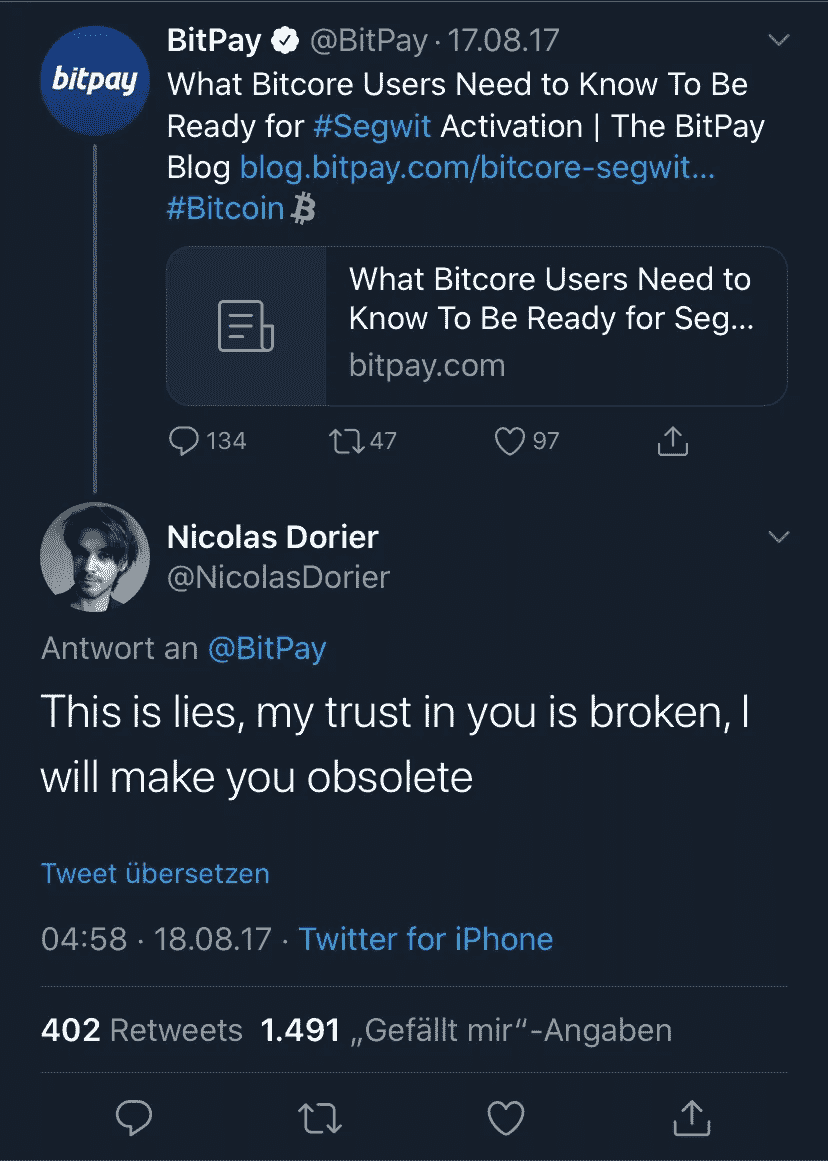 BitPay @BitPay · 17.08.17
bitpay
What Bitcore Users Need to Know To Be
Ready for #Segwit Activation | The BitPay
Blog blog.bitpay.com/bitcore-segwit...
#Bitcoin ₿
What Bitcore Users Need to
Know To Be Ready for Seg...
bitpay.com
134 47 97
Nicolas Dorier
@NicolasDorier
Antwort an @BitPay
This is lies, my trust in you is broken, I
will make you obsolete
Tweet übersetzen
04:58 · 18.08.17 · Twitter for iPhone
402 Retweets 1.491 „Gefällt mir“-Angaben